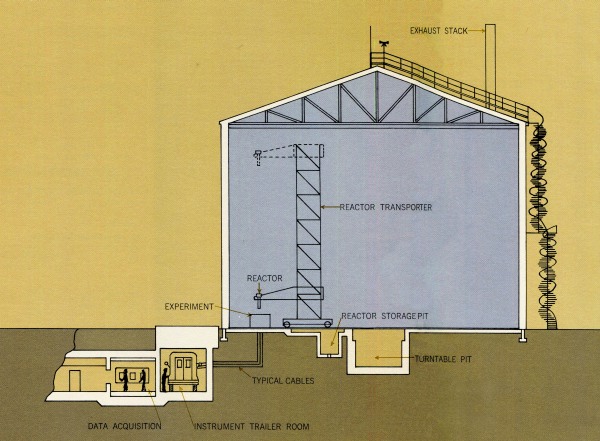 EXHAUST STACK
REACTOR TRANSPORTER
REACTOR
EXPERIMENT
REACTOR STORAGE PIT
TURNTABLE PIT
TYPICAL CABLES
DATA ACQUISITION
INSTRUMENT TRAILER ROOM